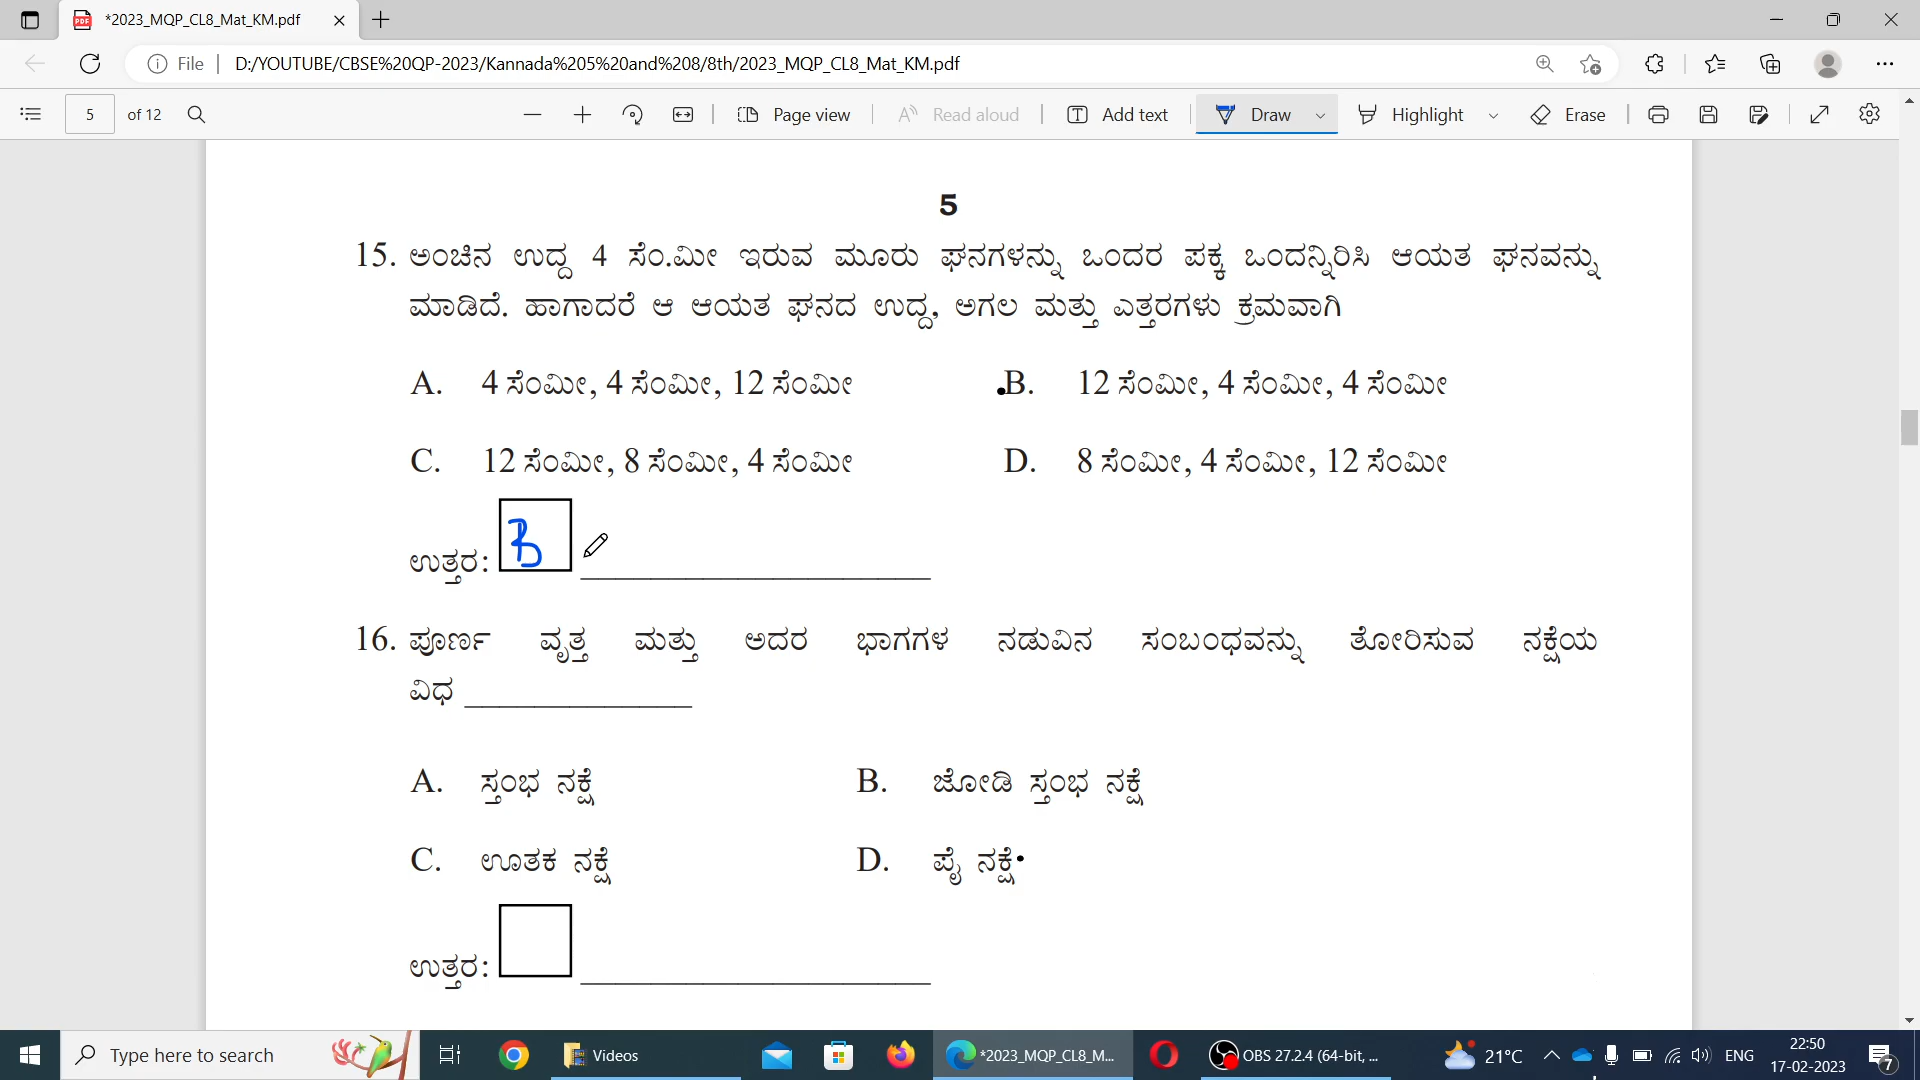 *2023_MQP_CL8_Mat_KM.pdf
File D:/YOUTUBE/CBSE%20QP-2023/Kannada%205%20and%208/8th/2023_MQP_CL8_Mat_KM.pdf
5 of 12 Page view Read aloud Add text Draw Highlight Erase
5
15. ಅಂಚಿನ ಉದ್ದ 4 ಸೆಂ.ಮೀ ಇರುವ ಮೂರು ಘನಗಳನ್ನು ಒಂದರ ಪಕ್ಕ ಒಂದನ್ನಿರಿಸಿ ಆಯತ ಘನವನ್ನು
ಮಾಡಿದೆ. ಹಾಗಾದರೆ ಆ ಆಯತ ಘನದ ಉದ್ದ, ಅಗಲ ಮತ್ತು ಎತ್ತರಗಳು ಕ್ರಮವಾಗಿ
A. 4 ಸೆಂಮೀ, 4 ಸೆಂಮೀ, 12 ಸೆಂಮೀ B. 12 ಸೆಂಮೀ, 4 ಸೆಂಮೀ, 4 ಸೆಂಮೀ
C. 12 ಸೆಂಮೀ, 8 ಸೆಂಮೀ, 4 ಸೆಂಮೀ D. 8 ಸೆಂಮೀ, 4 ಸೆಂಮೀ, 12 ಸೆಂಮೀ
ಉತ್ತರ: B ____________________
16. ಪೂರ್ಣ ವೃತ್ತ ಮತ್ತು ಅದರ ಭಾಗಗಳ ನಡುವಿನ ಸಂಬಂಧವನ್ನು ತೋರಿಸುವ ನಕ್ಷೆಯ
ವಿಧ _____________
A. ಸ್ತಂಭ ನಕ್ಷೆ B. ಜೋಡಿ ಸ್ತಂಭ ನಕ್ಷೆ
C. ಊತಕ ನಕ್ಷೆ D. ಪೈ ನಕ್ಷೆ
ಉತ್ತರ: ____________________
Type here to search Videos *2023_MQP_CL8_M... OBS 27.2.4 (64-bit, ... 21°C ENG 22:50
17-02-2023 7